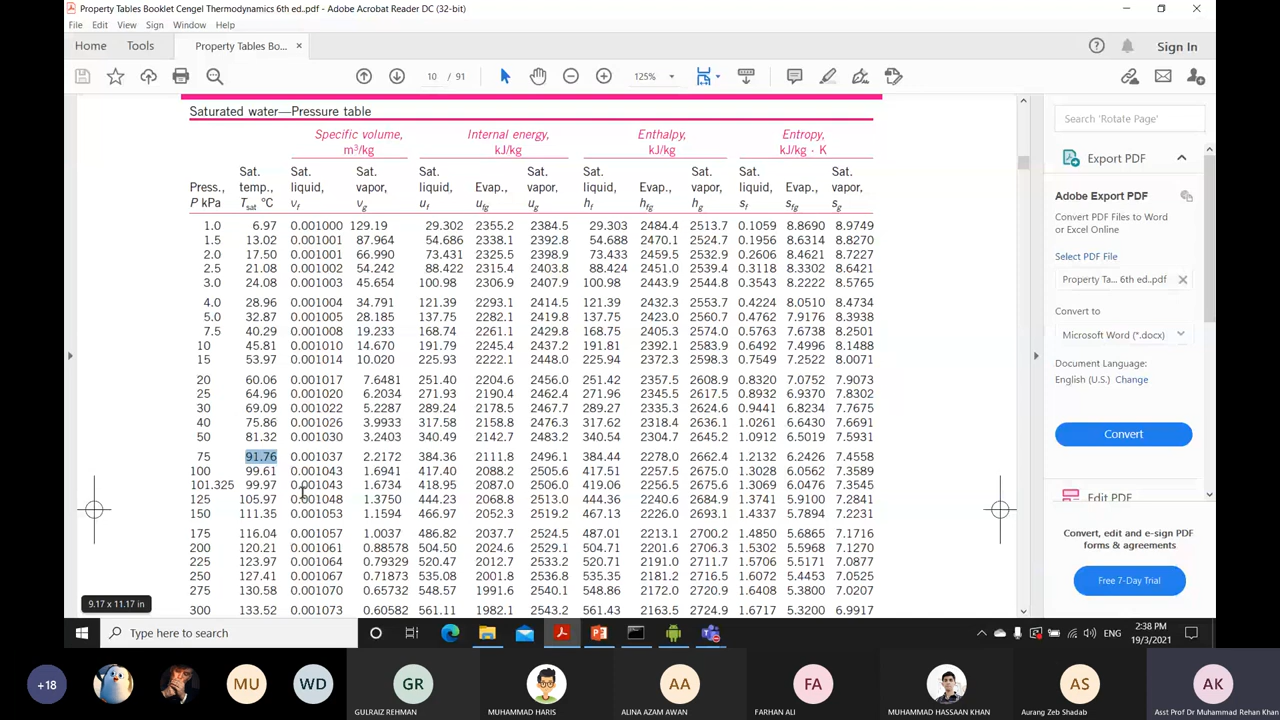 Property Tables Booklet Cengel Thermodynamics 6th ed..pdf - Adobe Acrobat Reader DC (32-bit)
File Edit View Sign Window Help
Home Tools Property Tables Bo... × Sign In
10 / 91 125%
Saturated water—Pressure table
Specific volume, Internal energy, Enthalpy, Entropy,
m³/kg kJ/kg kJ/kg kJ/kg · K
Sat. Sat. Sat. Sat. Sat. Sat. Sat. Sat. Sat.
Press., temp., liquid, vapor, liquid, Evap., vapor, liquid, Evap., vapor, liquid, Evap., vapor,
P kPa Tsat °C vf vg uf ufg ug hf hfg hg sf sfg sg
1.0 6.97 0.001000 129.19 29.302 2355.2 2384.5 29.303 2484.4 2513.7 0.1059 8.8690 8.9749
1.5 13.02 0.001001 87.964 54.686 2338.1 2392.8 54.688 2470.1 2524.7 0.1956 8.6314 8.8270
2.0 17.50 0.001001 66.990 73.431 2325.5 2398.9 73.433 2459.5 2532.9 0.2606 8.4621 8.7227
2.5 21.08 0.001002 54.242 88.422 2315.4 2403.8 88.424 2451.0 2539.4 0.3118 8.3302 8.6421
3.0 24.08 0.001003 45.654 100.98 2306.9 2407.9 100.98 2443.9 2544.8 0.3543 8.2222 8.5765
4.0 28.96 0.001004 34.791 121.39 2293.1 2414.5 121.39 2432.3 2553.7 0.4224 8.0510 8.4734
5.0 32.87 0.001005 28.185 137.75 2282.1 2419.8 137.75 2423.0 2560.7 0.4762 7.9176 8.3938
7.5 40.29 0.001008 19.233 168.74 2261.1 2429.8 168.75 2405.3 2574.0 0.5763 7.6738 8.2501
10 45.81 0.001010 14.670 191.79 2245.4 2437.2 191.81 2392.1 2583.9 0.6492 7.4996 8.1488
15 53.97 0.001014 10.020 225.93 2222.1 2448.0 225.94 2372.3 2598.3 0.7549 7.2522 8.0071
20 60.06 0.001017 7.6481 251.40 2204.6 2456.0 251.42 2357.5 2608.9 0.8320 7.0752 7.9073
25 64.96 0.001020 6.2034 271.93 2190.4 2462.4 271.96 2345.5 2617.5 0.8932 6.9370 7.8302
30 69.09 0.001022 5.2287 289.24 2178.5 2467.7 289.27 2335.3 2624.6 0.9441 6.8234 7.7675
40 75.86 0.001026 3.9933 317.58 2158.8 2476.3 317.62 2318.4 2636.1 1.0261 6.6430 7.6691
50 81.32 0.001030 3.2403 340.49 2142.7 2483.2 340.54 2304.7 2645.2 1.0912 6.5019 7.5931
75 91.76 0.001037 2.2172 384.36 2111.8 2496.1 384.44 2278.0 2662.4 1.2132 6.2426 7.4558
100 99.61 0.001043 1.6941 417.40 2088.2 2505.6 417.51 2257.5 2675.0 1.3028 6.0562 7.3589
101.325 99.97 0.001043 1.6734 418.95 2087.0 2506.0 419.06 2256.5 2675.6 1.3069 6.0476 7.3545
125 105.97 0.001048 1.3750 444.23 2068.8 2513.0 444.36 2240.6 2684.9 1.3741 5.9100 7.2841
150 111.35 0.001053 1.1594 466.97 2052.3 2519.2 467.13 2226.0 2693.1 1.4337 5.7894 7.2231
175 116.04 0.001057 1.0037 486.82 2037.7 2524.5 487.01 2213.1 2700.2 1.4850 5.6865 7.1716
200 120.21 0.001061 0.88578 504.50 2024.6 2529.1 504.71 2201.6 2706.3 1.5302 5.5968 7.1270
225 123.97 0.001064 0.79329 520.47 2012.7 2533.2 520.71 2191.0 2711.7 1.5706 5.5171 7.0877
250 127.41 0.001067 0.71873 535.08 2001.8 2536.8 535.35 2181.2 2716.5 1.6072 5.4453 7.0525
275 130.58 0.001070 0.65732 548.57 1991.6 2540.1 548.86 2172.0 2720.9 1.6408 5.3800 7.0207
300 133.52 0.001073 0.60582 561.11 1982.1 2543.2 561.43 2163.5 2724.9 1.6717 5.3200 6.9917
9.17 x 11.17 in
Search 'Rotate Page'
Export PDF
Adobe Export PDF
Convert PDF Files to Word
or Excel Online
Select PDF File
Property Ta... 6th ed..pdf
Convert to
Microsoft Word (*.docx)
Document Language:
English (U.S.) Change
Convert
Edit PDF
Convert, edit and e-sign PDF
forms & agreements
Free 7-Day Trial
Type here to search
ENG
2:38 PM
19/3/2021
+18 MU WD GR AA FA AS AK
GULRAIZ REHMAN MUHAMMAD HARIS ALINA AZAM AWAN FARHAN ALI MUHAMMAD HASSAAN KHAN Aurang Zeb Shadab Asst Prof Dr Muhammad Rehan Khan